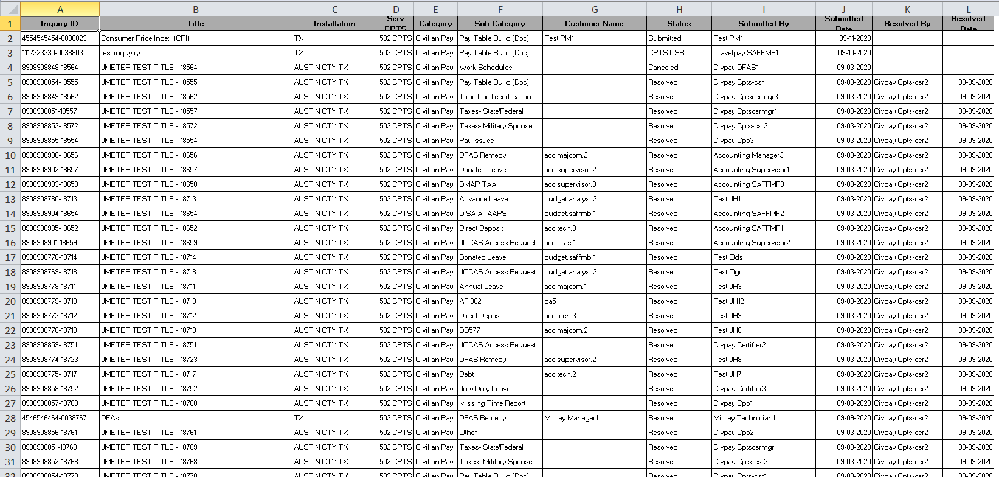 A B C D E F G H I J K L
1 Inquiry ID Title Installation Serv CPTS Category Sub Category Customer Name Status Submitted By Submitted Date Resolved By Resolved Date
2 4554545454-0038823 Consumer Price Index (CPI) TX 502 CPTS Civilian Pay Pay Table Build (Doc) Test PM1 Submitted Test PM1 09-11-2020
3 1112223330-0038803 test inquyiry TX 502 CPTS Civilian Pay Pay Table Build (Doc) CPTS CSR Travelpay SAFFMF1 09-10-2020
4 8908908848-18564 JMETER TEST TITLE - 18564 AUSTIN CTY TX 502 CPTS Civilian Pay Work Schedules Canceled Civpay DFAS1 09-03-2020
5 8908908854-18555 JMETER TEST TITLE - 18555 AUSTIN CTY TX 502 CPTS Civilian Pay Pay Table Build (Doc) Resolved Civpay Cpts-csr1 09-03-2020 Civpay Cpts-csr2 09-09-2020
6 8908908849-18562 JMETER TEST TITLE - 18562 AUSTIN CTY TX 502 CPTS Civilian Pay Time Card certification Resolved Civpay Cptscsrmgr3 09-03-2020 Civpay Cpts-csr2 09-09-2020
7 8908908851-18557 JMETER TEST TITLE - 18557 AUSTIN CTY TX 502 CPTS Civilian Pay Taxes- State/Federal Resolved Civpay Cptscsrmgr1 09-03-2020 Civpay Cpts-csr2 09-09-2020
8 8908908852-18572 JMETER TEST TITLE - 18572 AUSTIN CTY TX 502 CPTS Civilian Pay Taxes- Military Spouse Resolved Civpay Cpts-csr3 09-03-2020 Civpay Cpts-csr2 09-09-2020
9 8908908855-18554 JMETER TEST TITLE - 18554 AUSTIN CTY TX 502 CPTS Civilian Pay Pay Issues Resolved Civpay Cpo3 09-03-2020 Civpay Cpts-csr2 09-09-2020
10 8908908906-18656 JMETER TEST TITLE - 18656 AUSTIN CTY TX 502 CPTS Civilian Pay DFAS Remedy acc.majcom.2 Resolved Accounting Manager3 09-03-2020 Civpay Cpts-csr2 09-09-2020
11 8908908902-18657 JMETER TEST TITLE - 18657 AUSTIN CTY TX 502 CPTS Civilian Pay Donated Leave acc.supervisor.2 Resolved Accounting Supervisor1 09-03-2020 Civpay Cpts-csr2 09-09-2020
12 8908908903-18658 JMETER TEST TITLE - 18658 AUSTIN CTY TX 502 CPTS Civilian Pay DMAP TAA acc.supervisor.3 Resolved Accounting SAFFMF3 09-03-2020 Civpay Cpts-csr2 09-09-2020
13 8908908780-18713 JMETER TEST TITLE - 18713 AUSTIN CTY TX 502 CPTS Civilian Pay Advance Leave budget.analyst.3 Resolved Test JH11 09-03-2020 Civpay Cpts-csr2 09-09-2020
14 8908908904-18654 JMETER TEST TITLE - 18654 AUSTIN CTY TX 502 CPTS Civilian Pay DISA ATAAPS budget.saffmb.1 Resolved Accounting SAFFMF2 09-03-2020 Civpay Cpts-csr2 09-09-2020
15 8908908905-18652 JMETER TEST TITLE - 18652 AUSTIN CTY TX 502 CPTS Civilian Pay Direct Deposit acc.tech.3 Resolved Accounting SAFFMF1 09-03-2020 Civpay Cpts-csr2 09-09-2020
16 8908908901-18659 JMETER TEST TITLE - 18659 AUSTIN CTY TX 502 CPTS Civilian Pay JOCAS Access Request acc.dfas.1 Resolved Accounting Supervisor2 09-03-2020 Civpay Cpts-csr2 09-09-2020
17 8908908770-18714 JMETER TEST TITLE - 18714 AUSTIN CTY TX 502 CPTS Civilian Pay Donated Leave budget.saffmb.1 Resolved Test Ods 09-03-2020 Civpay Cpts-csr2 09-09-2020
18 8908908769-18718 JMETER TEST TITLE - 18718 AUSTIN CTY TX 502 CPTS Civilian Pay JOCAS Access Request budget.analyst.2 Resolved Test Ogc 09-03-2020 Civpay Cpts-csr2 09-09-2020
19 8908908778-18711 JMETER TEST TITLE - 18711 AUSTIN CTY TX 502 CPTS Civilian Pay Annual Leave acc.majcom.1 Resolved Test JH3 09-03-2020 Civpay Cpts-csr2 09-09-2020
20 8908908779-18710 JMETER TEST TITLE - 18710 AUSTIN CTY TX 502 CPTS Civilian Pay AF 3821 ba5 Resolved Test JH12 09-03-2020 Civpay Cpts-csr2 09-09-2020
21 8908908773-18712 JMETER TEST TITLE - 18712 AUSTIN CTY TX 502 CPTS Civilian Pay Direct Deposit acc.tech.3 Resolved Test JH9 09-03-2020 Civpay Cpts-csr2 09-09-2020
22 8908908776-18719 JMETER TEST TITLE - 18719 AUSTIN CTY TX 502 CPTS Civilian Pay DD577 acc.majcom.2 Resolved Test JH6 09-03-2020 Civpay Cpts-csr2 09-09-2020
23 8908908859-18751 JMETER TEST TITLE - 18751 AUSTIN CTY TX 502 CPTS Civilian Pay JOCAS Access Request Resolved Civpay Certifier2 09-03-2020 Civpay Cpts-csr2 09-09-2020
24 8908908774-18723 JMETER TEST TITLE - 18723 AUSTIN CTY TX 502 CPTS Civilian Pay DFAS Remedy acc.supervisor.2 Resolved Test JH8 09-03-2020 Civpay Cpts-csr2 09-09-2020
25 8908908775-18717 JMETER TEST TITLE - 18717 AUSTIN CTY TX 502 CPTS Civilian Pay Debt acc.tech.2 Resolved Test JH7 09-03-2020 Civpay Cpts-csr2 09-09-2020
26 8908908858-18752 JMETER TEST TITLE - 18752 AUSTIN CTY TX 502 CPTS Civilian Pay Jury Duty Leave Resolved Civpay Certifier3 09-03-2020 Civpay Cpts-csr2 09-09-2020
27 8908908857-18760 JMETER TEST TITLE - 18760 AUSTIN CTY TX 502 CPTS Civilian Pay Missing Time Report Resolved Civpay Cpo1 09-03-2020 Civpay Cpts-csr2 09-09-2020
28 4546546464-0038767 DFAs TX 502 CPTS Civilian Pay DFAS Remedy Milpay Manager1 Resolved Milpay Technician1 09-09-2020 Civpay Cpts-csr2 09-09-2020
29 8908908856-18761 JMETER TEST TITLE - 18761 AUSTIN CTY TX 502 CPTS Civilian Pay Other Resolved Civpay Cpo2 09-03-2020 Civpay Cpts-csr2 09-09-2020
30 8908908851-18769 JMETER TEST TITLE - 18769 AUSTIN CTY TX 502 CPTS Civilian Pay Taxes- State/Federal Resolved Civpay Cptscsrmgr1 09-03-2020 Civpay Cpts-csr2 09-09-2020
31 8908908852-18768 JMETER TEST TITLE - 18768 AUSTIN CTY TX 502 CPTS Civilian Pay Taxes- Military Spouse Resolved Civpay Cpts-csr3 09-03-2020 Civpay Cpts-csr2 09-09-2020
32 8908908854-18770 JMETER TEST TITLE - 18770 AUSTIN CTY TX 502 CPTS Civilian Pay Pay Table Build (Doc) Resolved Civpay Cpts-csr1 09-03-2020 Civpay Cpts-csr2 09-09-2020